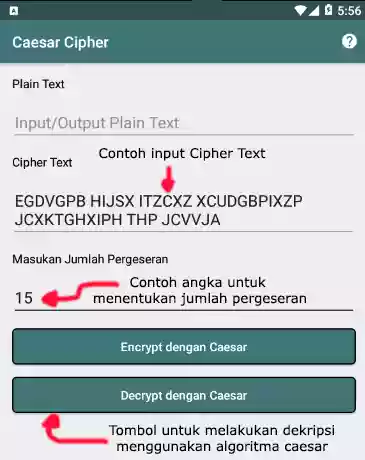 5:56
Caesar Cipher
Plain Text
Input/Output Plain Text
Cipher Text
Contoh input Cipher Text
EGDVGPB HIJSX ITZCXZ XCUDGBPIXZP
JCXKTGHXIPH THP JCVVJA
Masukan Jumlah Pergeseran
15
Contoh angka untuk
menentukan jumlah pergeseran
Encrypt dengan Caesar
Decrypt dengan Caesar
Tombol untuk melakukan dekripsi
menggunakan algoritma caesar